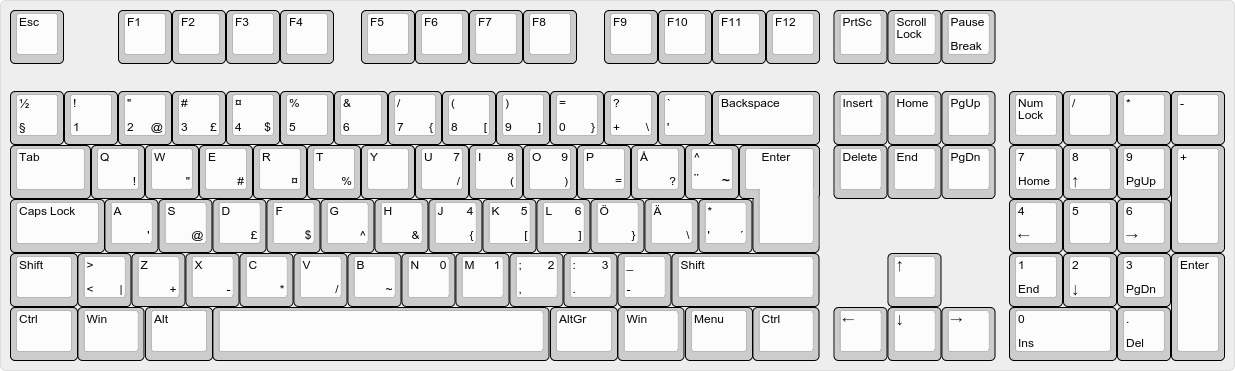 Esc F1 F2 F3 F4 F5 F6 F7 F8 F9 F10 F11 F12 PrtSc Scroll Pause
Lock
Break
½ ! " # ¤ % & / ( ) = ? ` Backspace Insert Home PgUp Num / * -
Lock
§ 1 2 @ 3 £ 4 $ 5 6 7 { 8 [ 9 ] 0 } + \ '
Tab Q W E R T Y U 7 I 8 O 9 P Å ^ Enter Delete End PgDn 7 8 9 +
! " # ¤ % / ( ) = ? ¨ ~ Home ↑ PgUp
Caps Lock A S D F G H J 4 K 5 L 6 Ö Ä * 4 5 6
' @ £ $ ^ & { [ ] } \ ' ´ ← →
Shift > Z X C V B N 0 M 1 ; 2 : 3 _ Shift ↑ 1 2 3 Enter
< | + - * / ~ , . - End ↓ PgDn
Ctrl Win Alt AltGr Win Menu Ctrl ← ↓ → 0 .
Ins Del